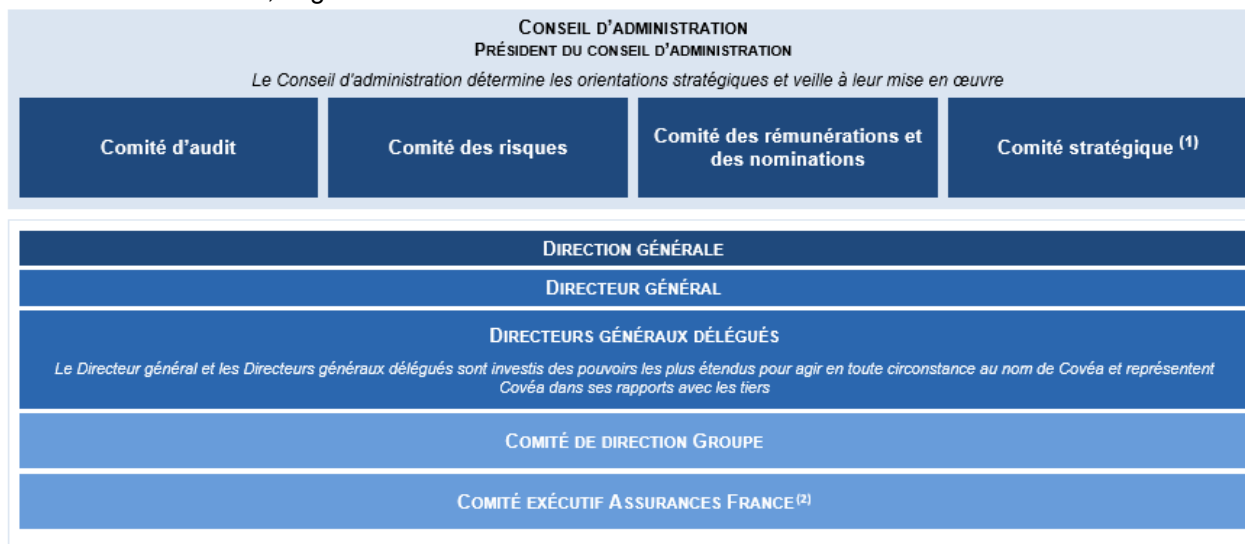 CONSEIL D'ADMINISTRATION
PRÉSIDENT DU CONSEIL D'ADMINISTRATION
Le Conseil d'administration détermine les orientations stratégiques et veille à leur mise en œuvre
Comité d'audit
Comité des risques
Comité des rémunérations et
des nominations
Comité stratégique (1)
DIRECTION GÉNÉRALE
DIRECTEUR GÉNÉRAL
DIRECTEURS GÉNÉRAUX DÉLÉGUÉS
Le Directeur général et les Directeurs généraux délégués sont investis des pouvoirs les plus étendus pour agir en toute circonstance au nom de Covéa et représentent
Covéa dans ses rapports avec les tiers
COMITÉ DE DIRECTION GROUPE
COMITÉ EXÉCUTIF ASSURANCES FRANCE (2)